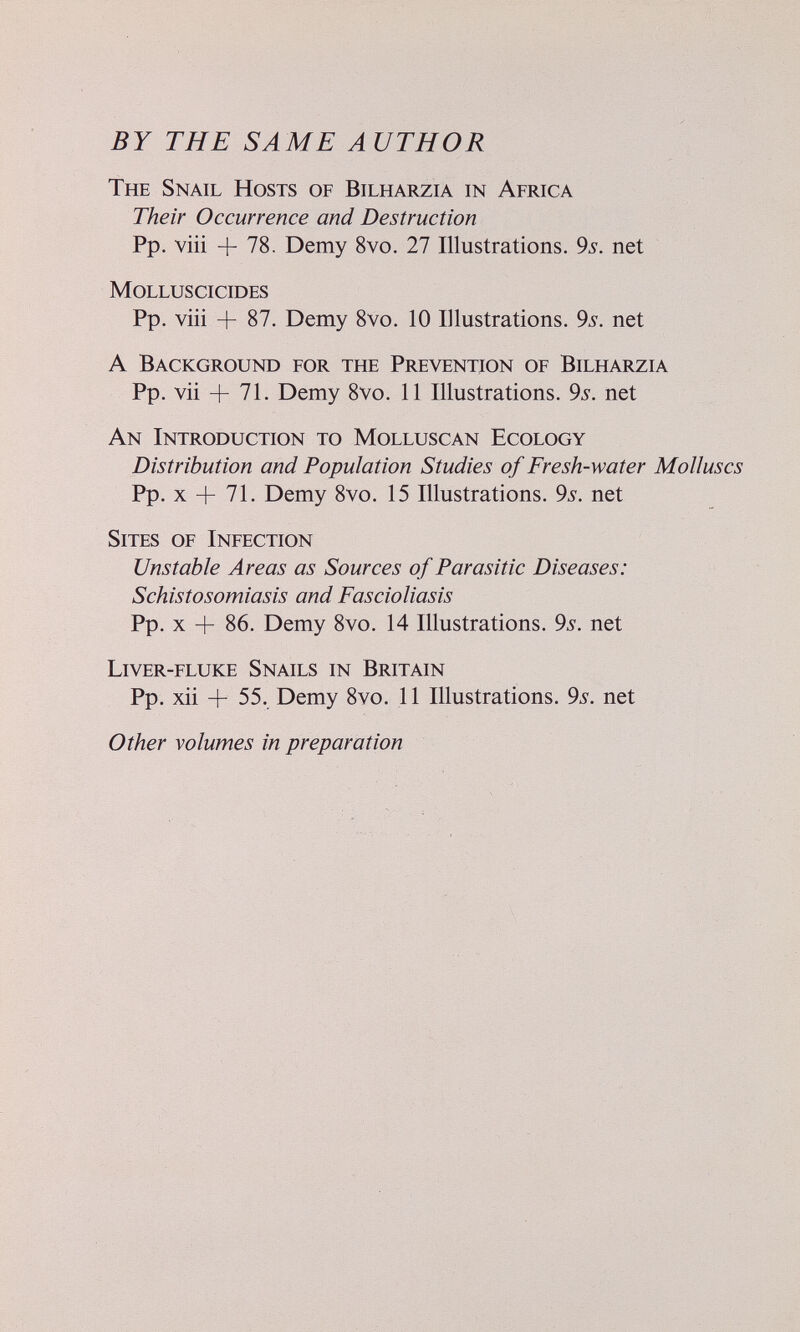 BY THE SAME AUTHOR
The Snail Hosts of Bilharzia in Africa
Their Occurrence and Destruction
Pp. viii + 78. Demy 8vo. 27 Illustrations. 9s. net
Molluscicides
Pp. viii + 87. Demy 8vo. 10 Illustrations. 9s. net
A Background for the Prevention of Bilharzia
Pp. vii + 71. Demy 8vo. 11 Illustrations. 9s. net
An Introduction to Molluscan Ecology
Distribution and Population Studies of Fresh-water Molluscs
Pp. x + 71. Demy 8vo. 15 Illustrations. 9s. net
Sites of Infection
Unstable Areas as Sources of Parasitic Diseases:
Schistosomiasis and Fascioliasis
Pp. x + 86. Demy 8vo. 14 Illustrations. 9s. net
Liver-fluke Snails in Britain
Pp. xii + 55. Demy 8vo. 11 Illustrations. 9s. net
Other volumes in preparation